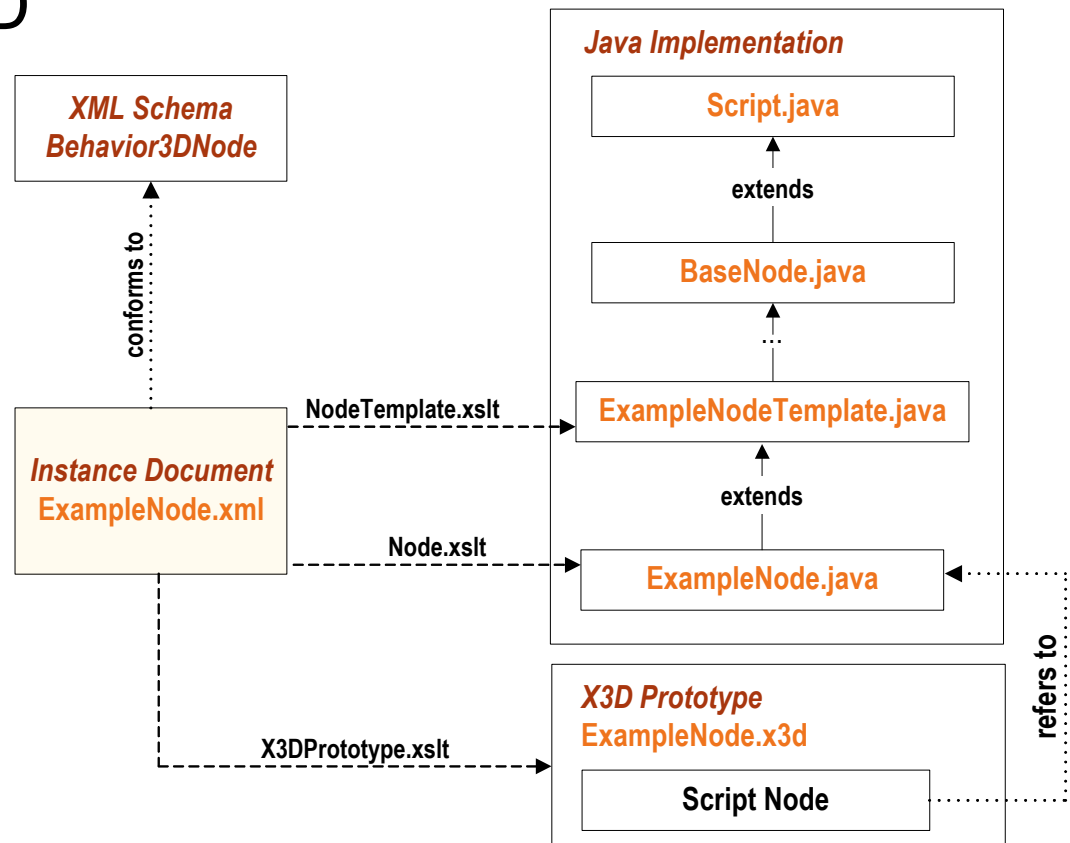 Java Implementation
Script.java
extends
BaseNode.java
...
ExampleNodeTemplate.java
extends
ExampleNode.java
XML Schema
Behavior3DNode
conforms to
Instance Document
ExampleNode.xml
NodeTemplate.xslt
Node.xslt
X3DPrototype.xslt
X3D Prototype
ExampleNode.x3d
Script Node
refers to